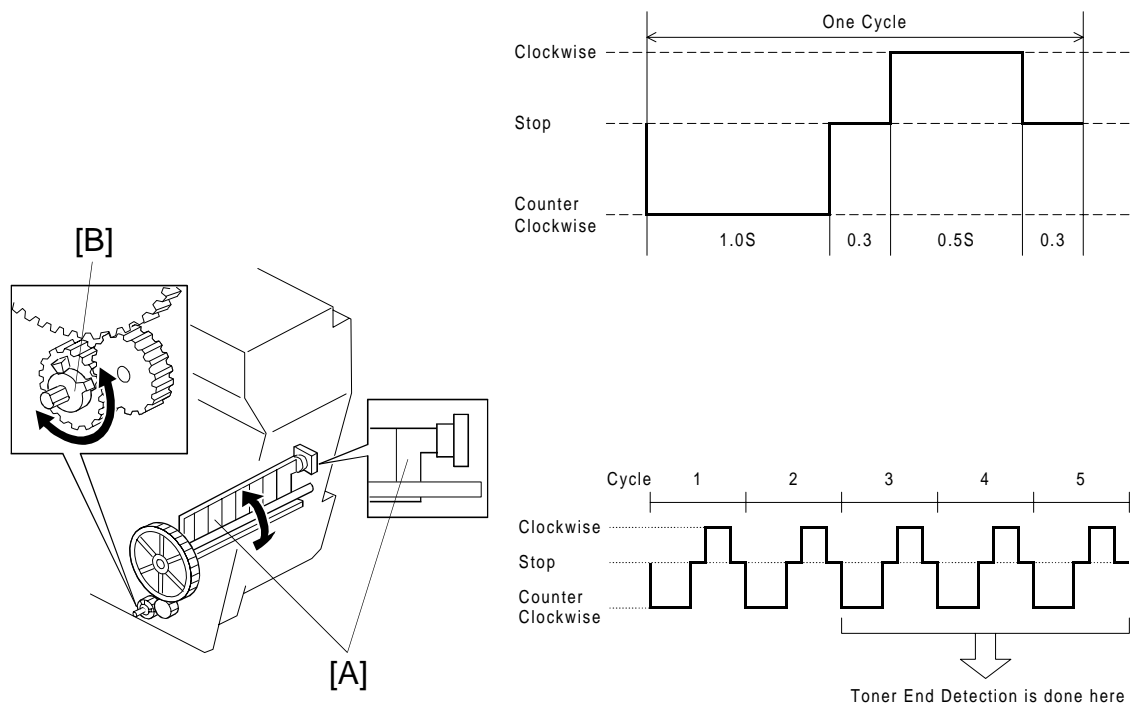 One Cycle
Clockwise
Stop
Counter
Clockwise
1.0S 0.3 0.5S 0.3
[B]
[A]
Cycle 1 2 3 4 5
Clockwise
Stop
Counter
Clockwise
Toner End Detection is done here